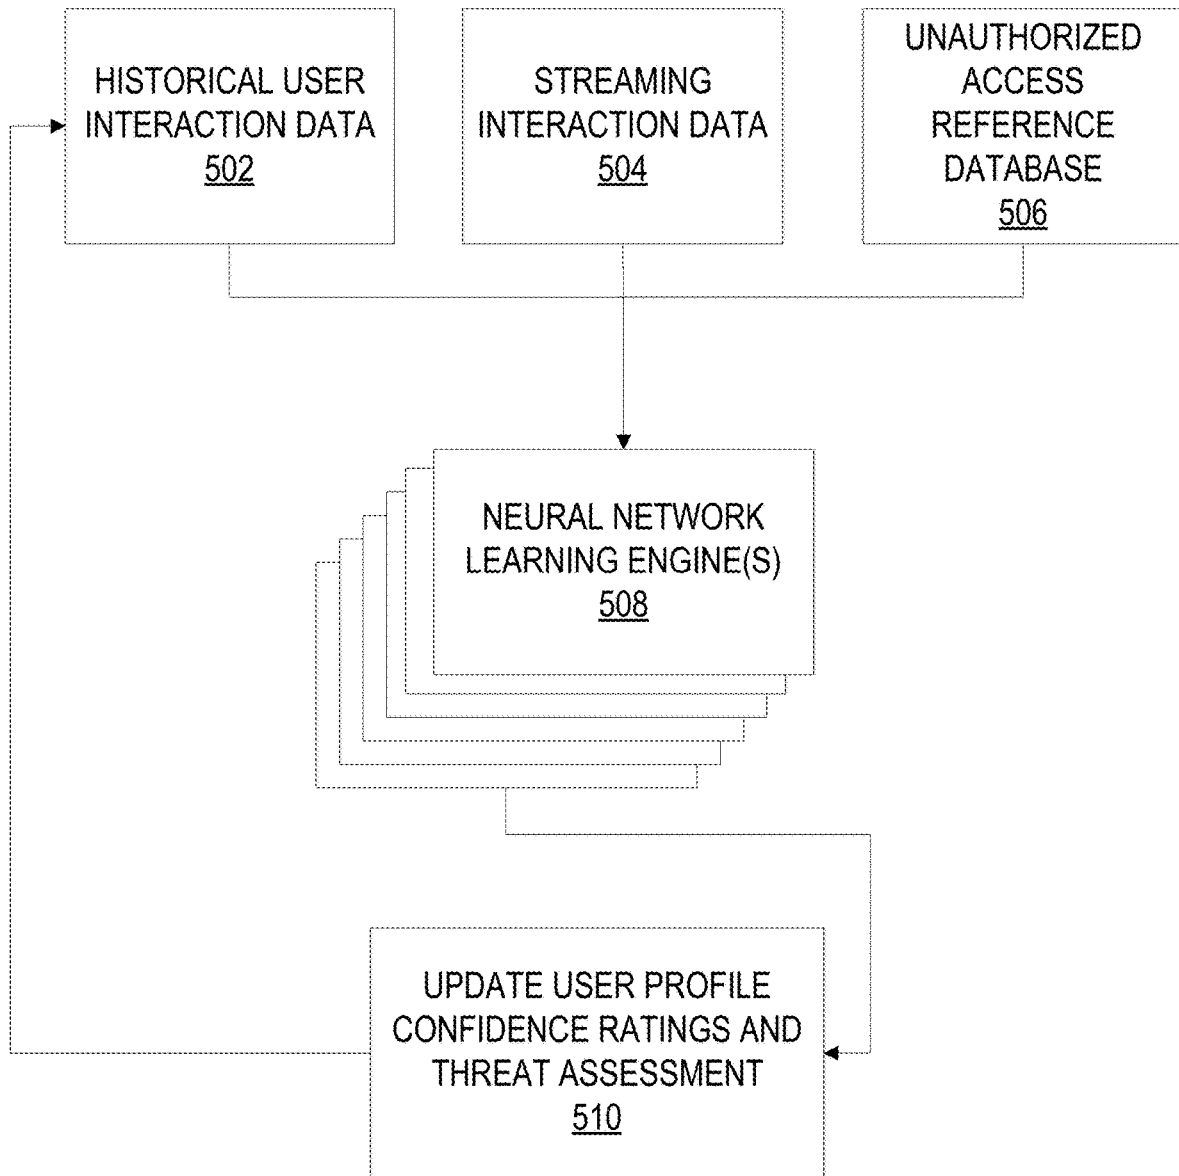 HISTORICAL USER
INTERACTION DATA
502
STREAMING
INTERACTION DATA
504
UNAUTHORIZED
ACCESS
REFERENCE
DATABASE
506
NEURAL NETWORK
LEARNING ENGINE(S)
508
UPDATE USER PROFILE
CONFIDENCE RATINGS AND
THREAT ASSESSMENT
510